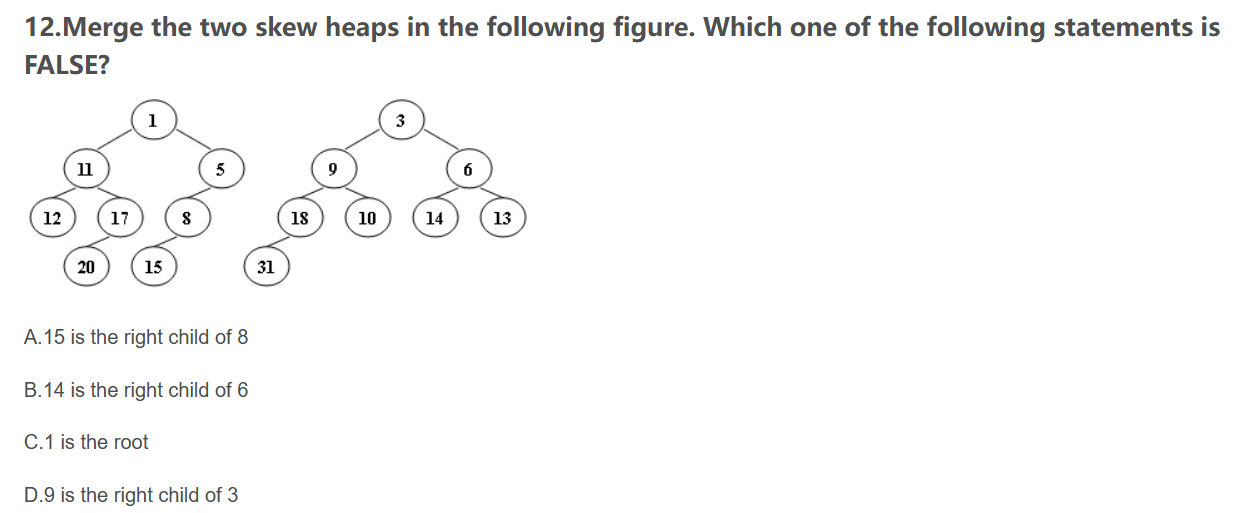 12.Merge the two skew heaps in the following figure. Which one of the following statements is
FALSE?
1 3
11 5 9 6
12 17 8 18 10 14 13
20 15 31
A.15 is the right child of 8
B.14 is the right child of 6
C.1 is the root
D.9 is the right child of 3